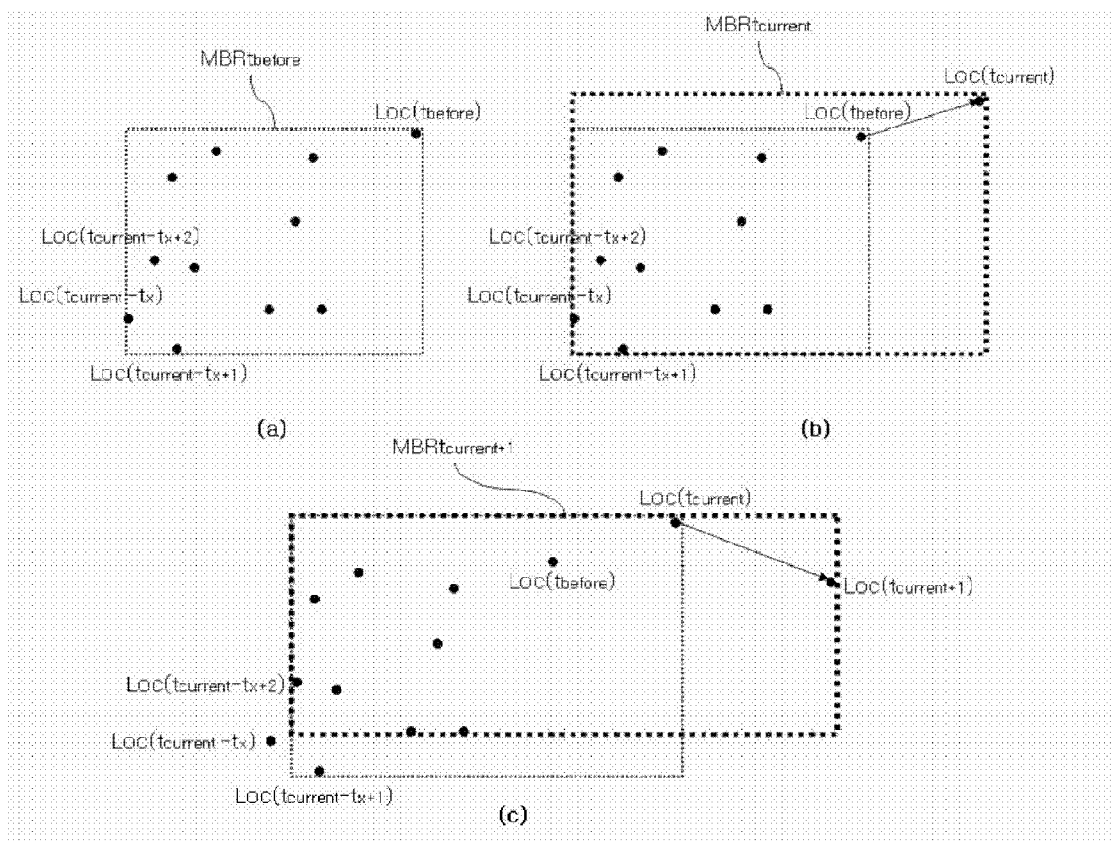 MBRtbefore
Loc(tbefore)
Loc(tcurrent-tx+2)
Loc(tcurrent-tx)
Loc(tcurrent-tx+1)
(a)
MBRtcurrent
Loc(tcurrent)
Loc(tbefore)
Loc(tcurrent-tx+2)
Loc(tcurrent-tx)
Loc(tcurrent-tx+1)
(b)
MBRtcurrent+1
Loc(tcurrent)
Loc(tbefore)
Loc(tcurrent+1)
Loc(tcurrent-tx+2)
Loc(tcurrent-tx)
Loc(tcurrent-tx+1)
(c)